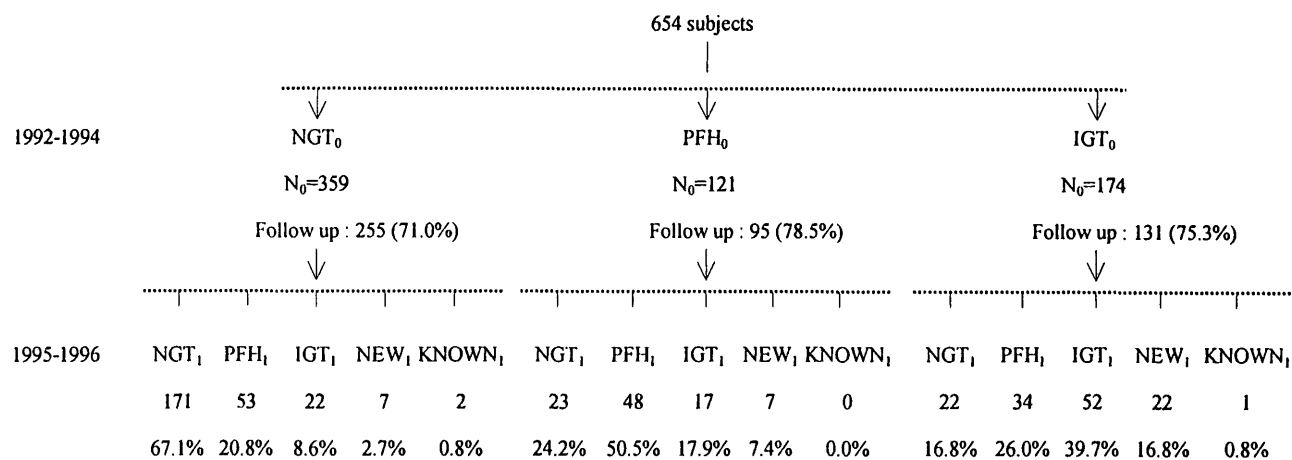 654 subjects
1992-1994 NGT₀ PFH₀ IGT₀
N₀=359 N₀=121 N₀=174
Follow up : 255 (71.0%) Follow up : 95 (78.5%) Follow up : 131 (75.3%)
1995-1996 NGT₁ PFH₁ IGT₁ NEW₁ KNOWN₁ NGT₁ PFH₁ IGT₁ NEW₁ KNOWN₁ NGT₁ PFH₁ IGT₁ NEW₁ KNOWN₁
171 53 22 7 2 23 48 17 7 0 22 34 52 22 1
67.1% 20.8% 8.6% 2.7% 0.8% 24.2% 50.5% 17.9% 7.4% 0.0% 16.8% 26.0% 39.7% 16.8% 0.8%